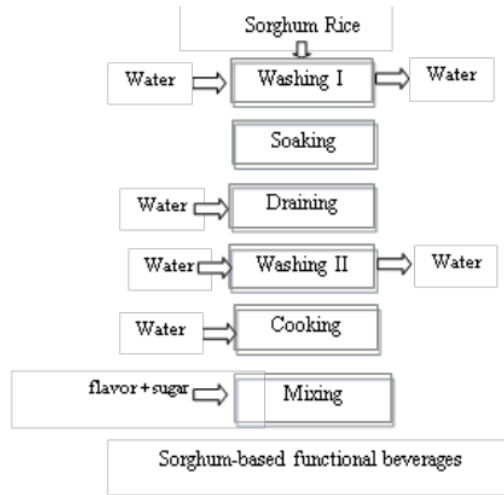 Sorghum Rice
Water Washing I Water
Soaking
Water Draining
Water Washing II Water
Water Cooking
flavor + sugar Mixing
Sorghum-based functional beverages